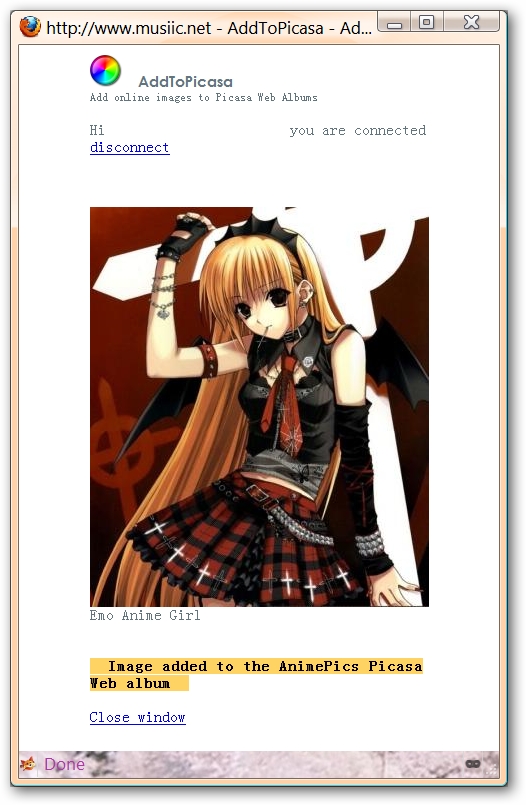 http://www.musiic.net - AddToPicasa - Ad...
AddToPicasa
Add online images to Picasa Web Albums
Hi you are connected
disconnect
Emo Anime Girl
Image added to the AnimePics Picasa
Web album
Close window
Done